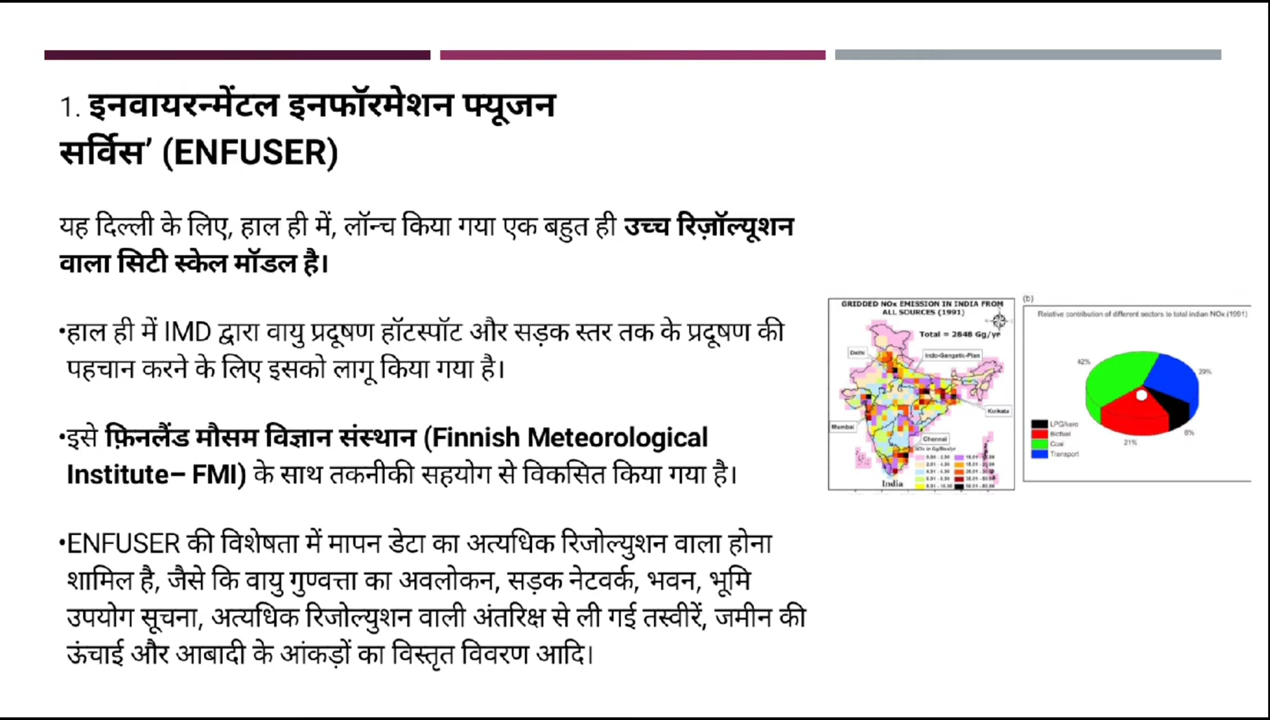 1. इनवायरन्मेंटल इनफॉरमेशन फ्यूजन
सर्विस’ (ENFUSER)
यह दिल्ली के लिए, हाल ही में, लॉन्च किया गया एक बहुत ही उच्च रिज़ॉल्यूशन
वाला सिटी स्केल मॉडल है।
•हाल ही में IMD द्वारा वायु प्रदूषण हॉटस्पॉट और सड़क स्तर तक के प्रदूषण की
पहचान करने के लिए इसको लागू किया गया है।
•इसे फ़िनलैंड मौसम विज्ञान संस्थान (Finnish Meteorological
Institute– FMI) के साथ तकनीकी सहयोग से विकसित किया गया है।
•ENFUSER की विशेषता में मापन डेटा का अत्यधिक रिजोल्युशन वाला होना
शामिल है, जैसे कि वायु गुणवत्ता का अवलोकन, सड़क नेटवर्क, भवन, भूमि
उपयोग सूचना, अत्यधिक रिजोल्युशन वाली अंतरिक्ष से ली गई तस्वीरें, जमीन की
ऊंचाई और आबादी के आंकड़ों का विस्तृत विवरण आदि।
GRIDDED NOx EMISSION IN INDIA FROM
ALL SOURCES (1991)
Total = 2848 Gg/yr
Delhi
Indo-Gangetic-Plan
Kolkata
Mumbai
Chennai
India
(b)
Relative contribution of different sectors to total indian NOx (1991)
42%
29%
8%
21%
Biofuel
Coal
Transport